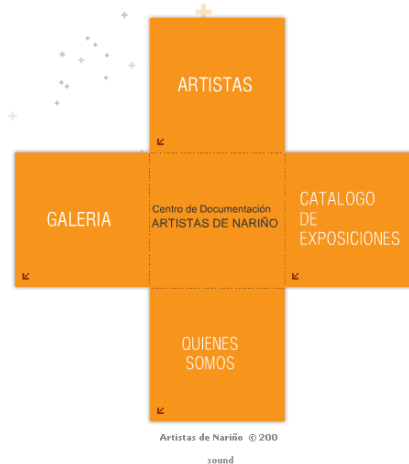 ARTISTAS
GALERIA
Centro de Documentación
ARTISTAS DE NARIÑO
CATALOGO
DE
EXPOSICIONES
QUIENES
SOMOS
Artistas de Nariño © 200
sound